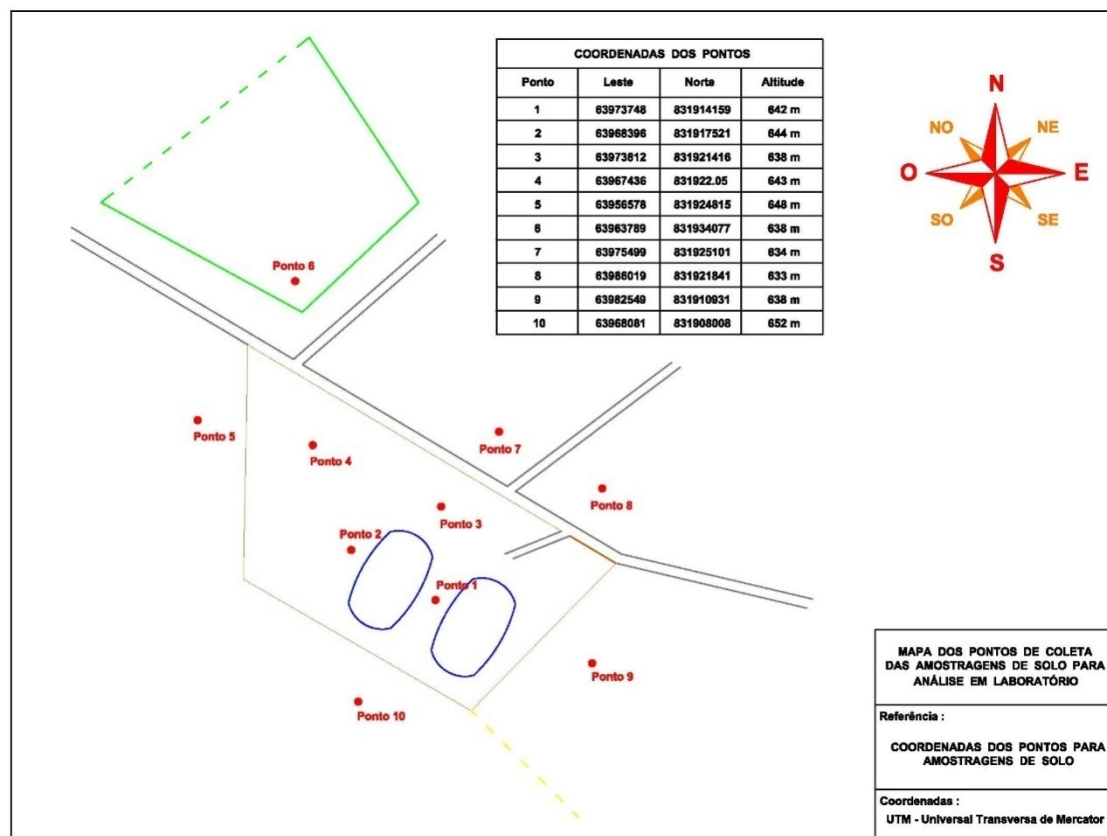 COORDENADAS DOS PONTOS
Ponto Leste Norte Altitude
1 63973748 831914159 642 m
2 63968396 831917521 644 m
3 63973812 831921416 638 m
4 63967436 831922.05 643 m
5 63956578 831924815 648 m
6 63963789 831934077 638 m
7 63975499 831925101 634 m
8 63986019 831921841 633 m
9 63982549 831910931 638 m
10 63968081 831908008 652 m
N
NO NE
O E
SO SE
S
Ponto 6
Ponto 5
Ponto 4
Ponto 7
Ponto 8
Ponto 3
Ponto 2
Ponto 1
Ponto 9
Ponto 10
MAPA DOS PONTOS DE COLETA
DAS AMOSTRAGENS DE SOLO PARA
ANÁLISE EM LABORATÓRIO
Referência :
COORDENADAS DOS PONTOS PARA
AMOSTRAGENS DE SOLO
Coordenadas :
UTM - Universal Transversa de Mercator